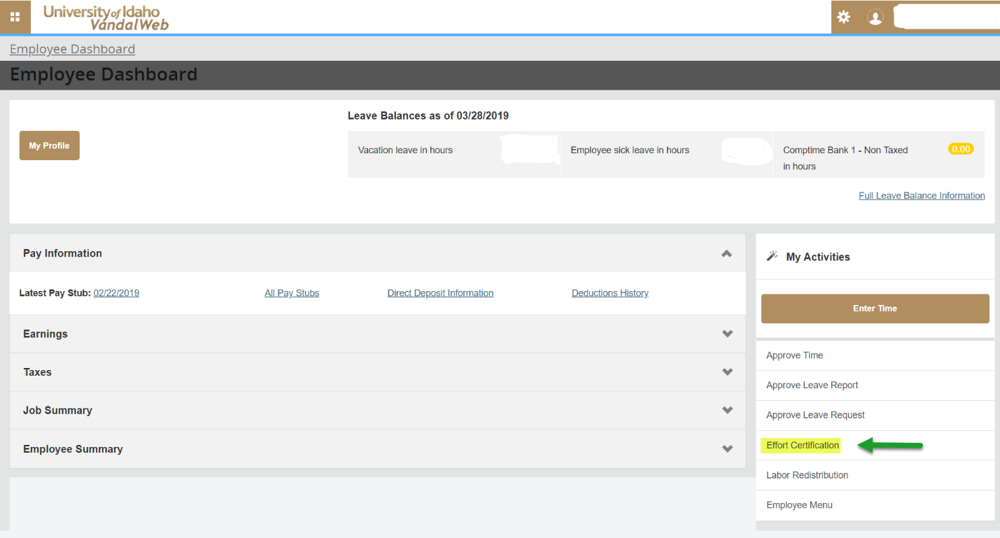 University of Idaho
VandalWeb
Employee Dashboard
Employee Dashboard
Leave Balances as of 03/28/2019
My Profile
Vacation leave in hours
Employee sick leave in hours
Comptime Bank 1 - Non Taxed
in hours
0.00
Full Leave Balance Information
Pay Information
Latest Pay Stub: 02/22/2019
All Pay Stubs
Direct Deposit Information
Deductions History
Earnings
Taxes
Job Summary
Employee Summary
My Activities
Enter Time
Approve Time
Approve Leave Report
Approve Leave Request
Effort Certification
Labor Redistribution
Employee Menu